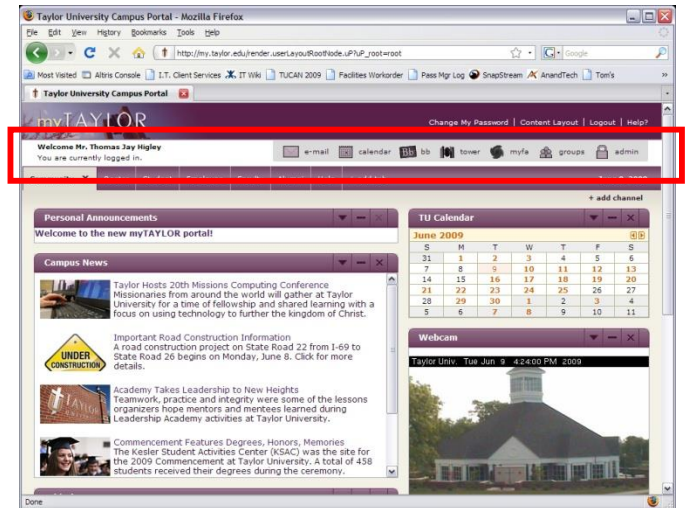 Taylor University Campus Portal - Mozilla Firefox
File Edit View History Bookmarks Tools Help
http://my.taylor.edu/render.userLayoutRootNode.uP?uP_root=root
Google
Most Visited Altiris Console I.T. Client Services IT Wiki TUCAN 2009 Facilities Workorder Pass Mgr Log SnapStream AnandTech Tom's
Taylor University Campus Portal
myTAYLOR
Change My Password | Content Layout | Logout | Help?
Welcome Mr. Thomas Jay Higley
You are currently logged in.
e-mail calendar Bb bb tower myfa groups admin
+ add channel
Personal Announcements
Welcome to the new myTAYLOR portal!
Campus News
Taylor Hosts 20th Missions Computing Conference
Missionaries from around the world will gather at Taylor
University for a time of fellowship and shared learning with a
focus on using technology to further the kingdom of Christ.
UNDER
CONSTRUCTION
Important Road Construction Information
A road construction project on State Road 22 from I-69 to
State Road 26 begins on Monday, June 8. Click for more
details.
TAYLOR
Academy Takes Leadership to New Heights
Teamwork, practice and integrity were some of the lessons
organizers hope mentors and mentees learned during
Leadership Academy activities at Taylor University.
Commencement Features Degrees, Honors, Memories
The Kesler Student Activities Center (KSAC) was the site for
the 2009 Commencement at Taylor University. A total of 458
students received their degrees during the ceremony.
TU Calendar
June 2009
S M T W T F S
31 1 2 3 4 5 6
7 8 9 10 11 12 13
14 15 16 17 18 19 20
21 22 23 24 25 26 27
28 29 30 1 2 3 4
5 6 7 8 9 10 11
Webcam
Taylor Univ. Tue Jun 9 4:24:00 PM 2009
Done